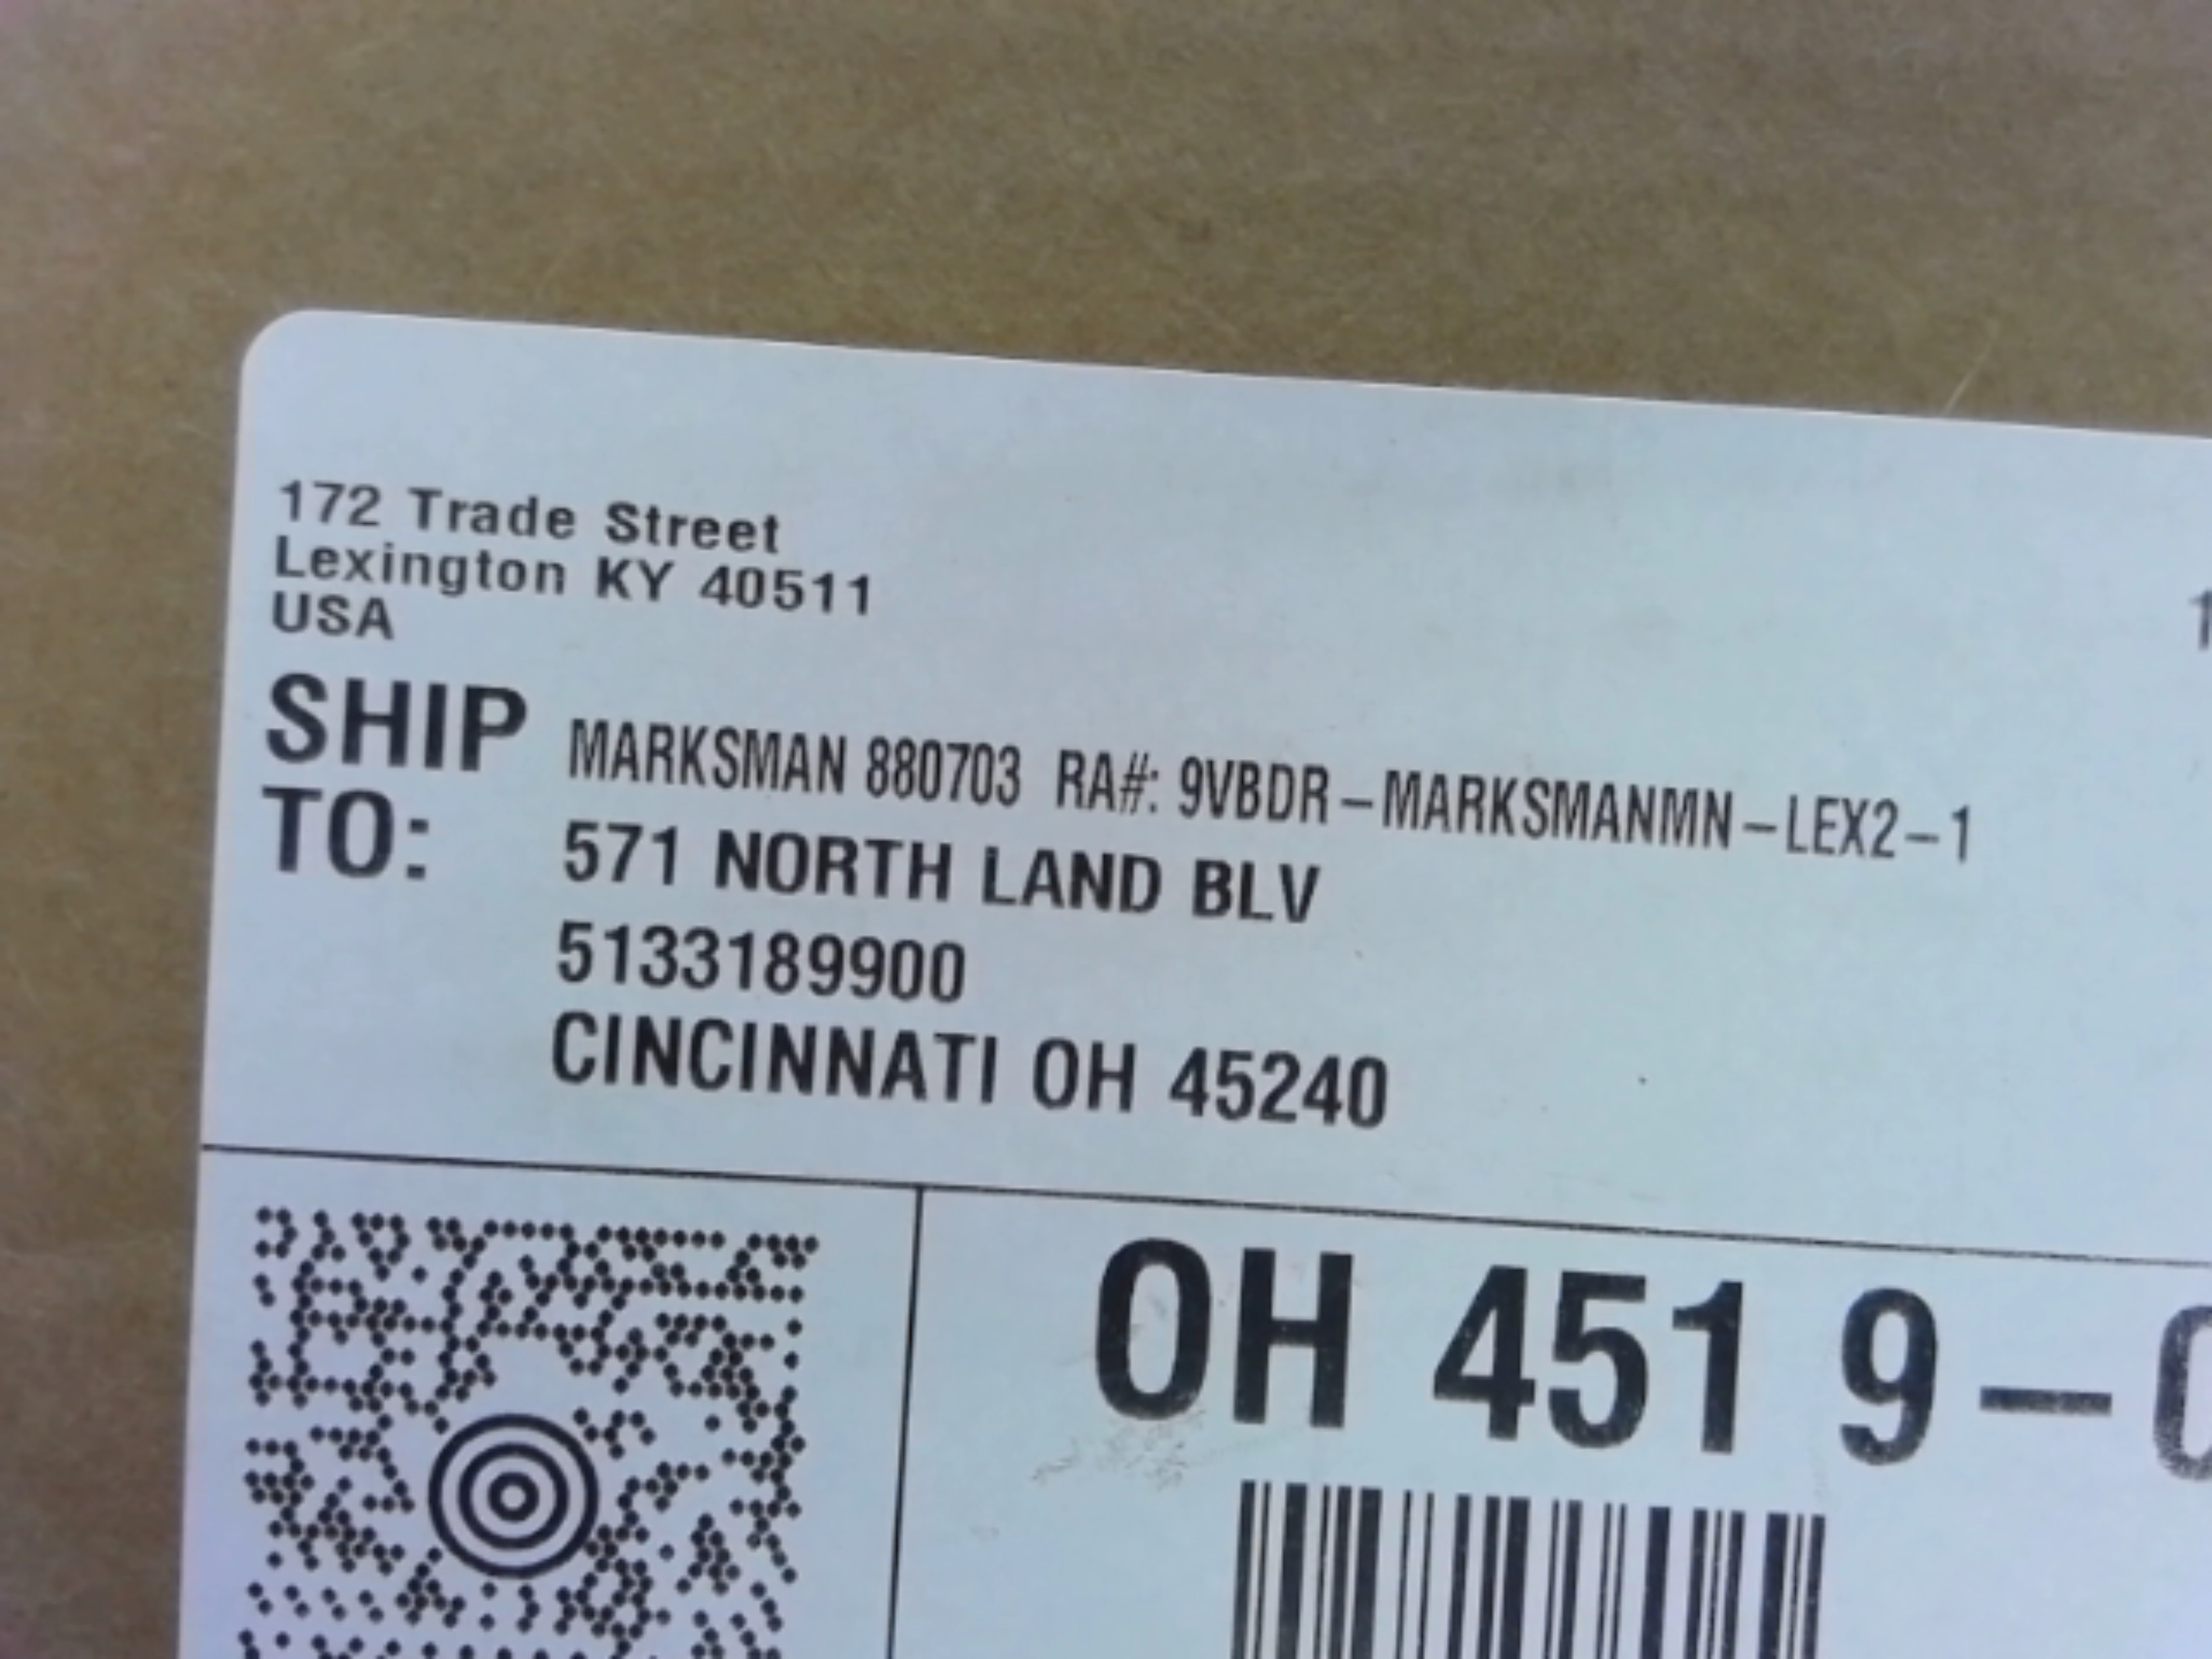 172 Trade Street
Lexington KY 40511
USA
SHIP TO:
MARKSMAN 880703 RA#: 9VBDR-MARKSMANMN-LEX2-1
571 NORTH LAND BLV
5133189900
CINCINNATI OH 45240
OH 451 9-